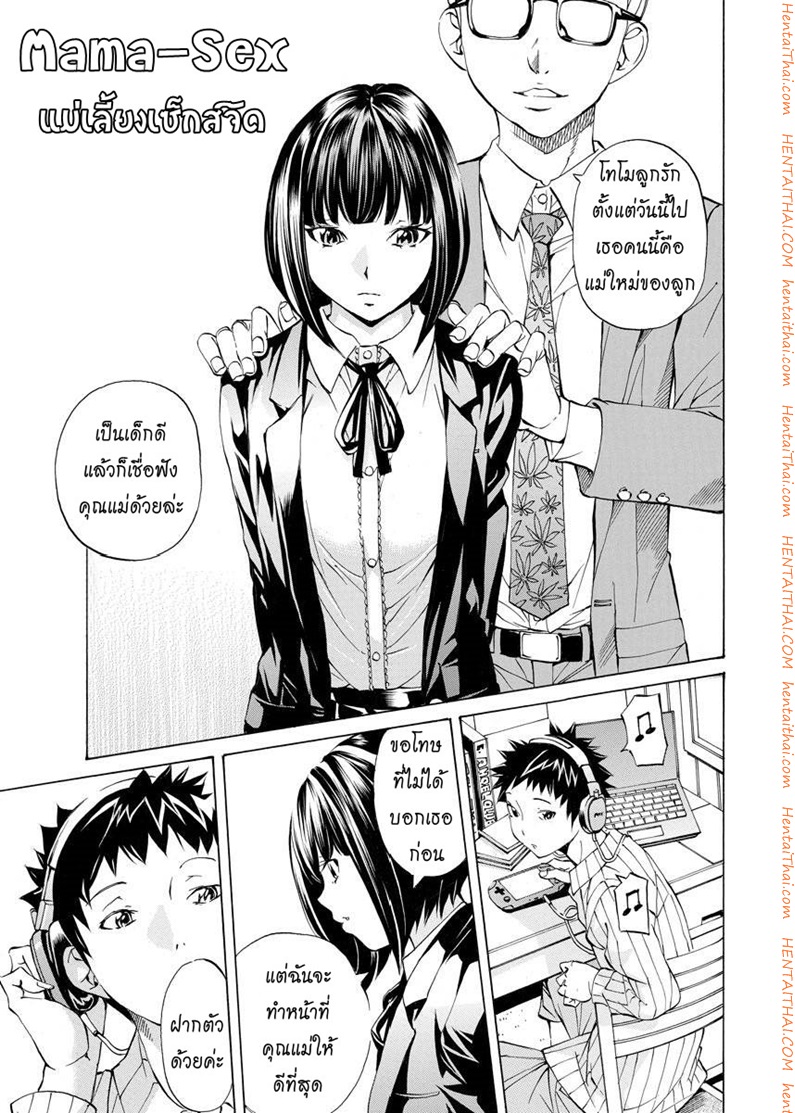 Mama-Sex
แม่เลี้ยงเซ็กส์จัด
โทโมลูกรัก
ตั้งแต่วันนี้ไป
เธอคนนี้คือ
แม่ใหม่ของลูก
เป็นเด็กดี
แล้วก็เชื่อฟัง
คุณแม่ด้วยล่ะ
ขอโทษ
ที่ไม่ได้
บอกเธอ
ก่อน
แต่ฉันจะ
ทำหน้าที่
คุณแม่ให้
ดีที่สุด
ฝากตัว
ด้วยค่ะ
HentaiThai.com HENTAITHAI.COM hentaithai.com HentaiThai.com HENTAITHAI.COM hentaithai.com HentaiThai.com HENTAITHAI.COM hentai